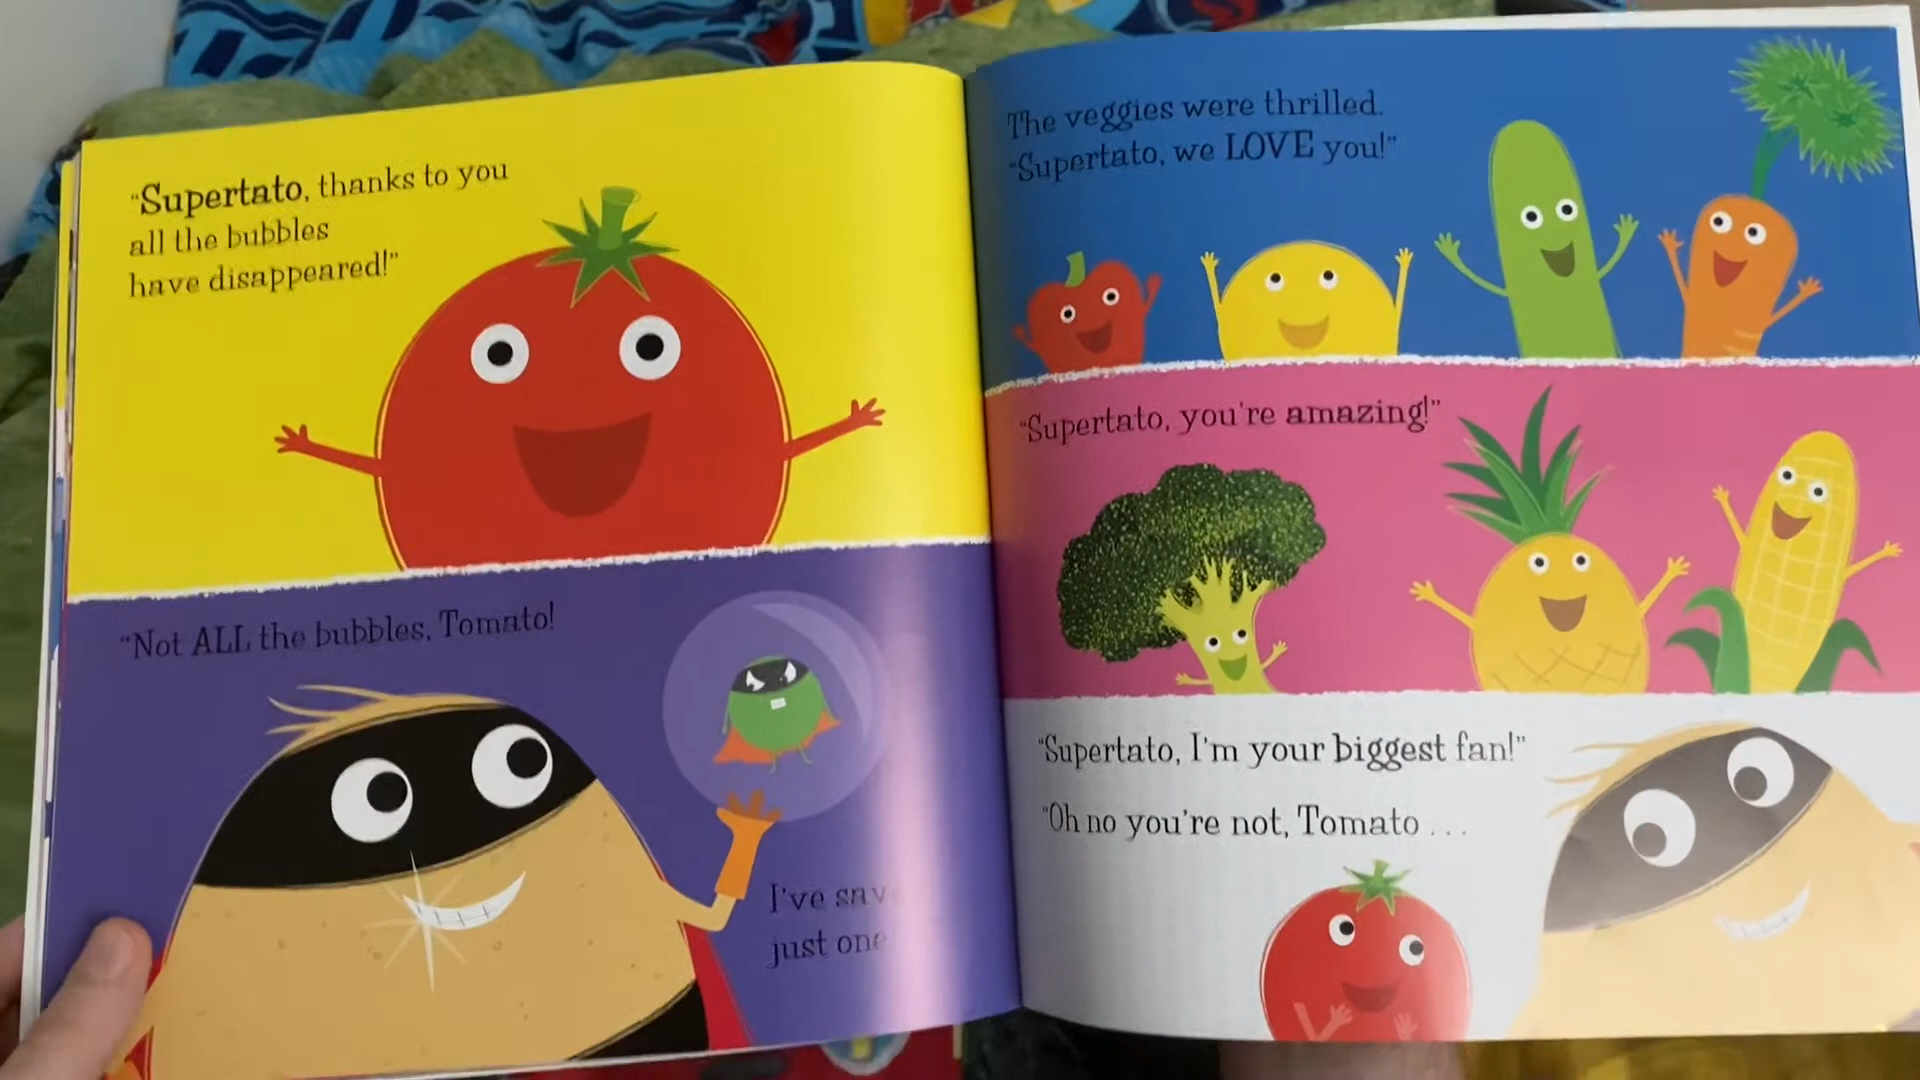 “Supertato, thanks to you
all the bubbles
have disappeared!”
“Not ALL the bubbles, Tomato!
I've
just one
The veggies were thrilled.
“Supertato, we LOVE you!”
“Supertato, you're amazing!”
“Supertato, I'm your biggest fan!”
“Oh no you're not, Tomato . . .